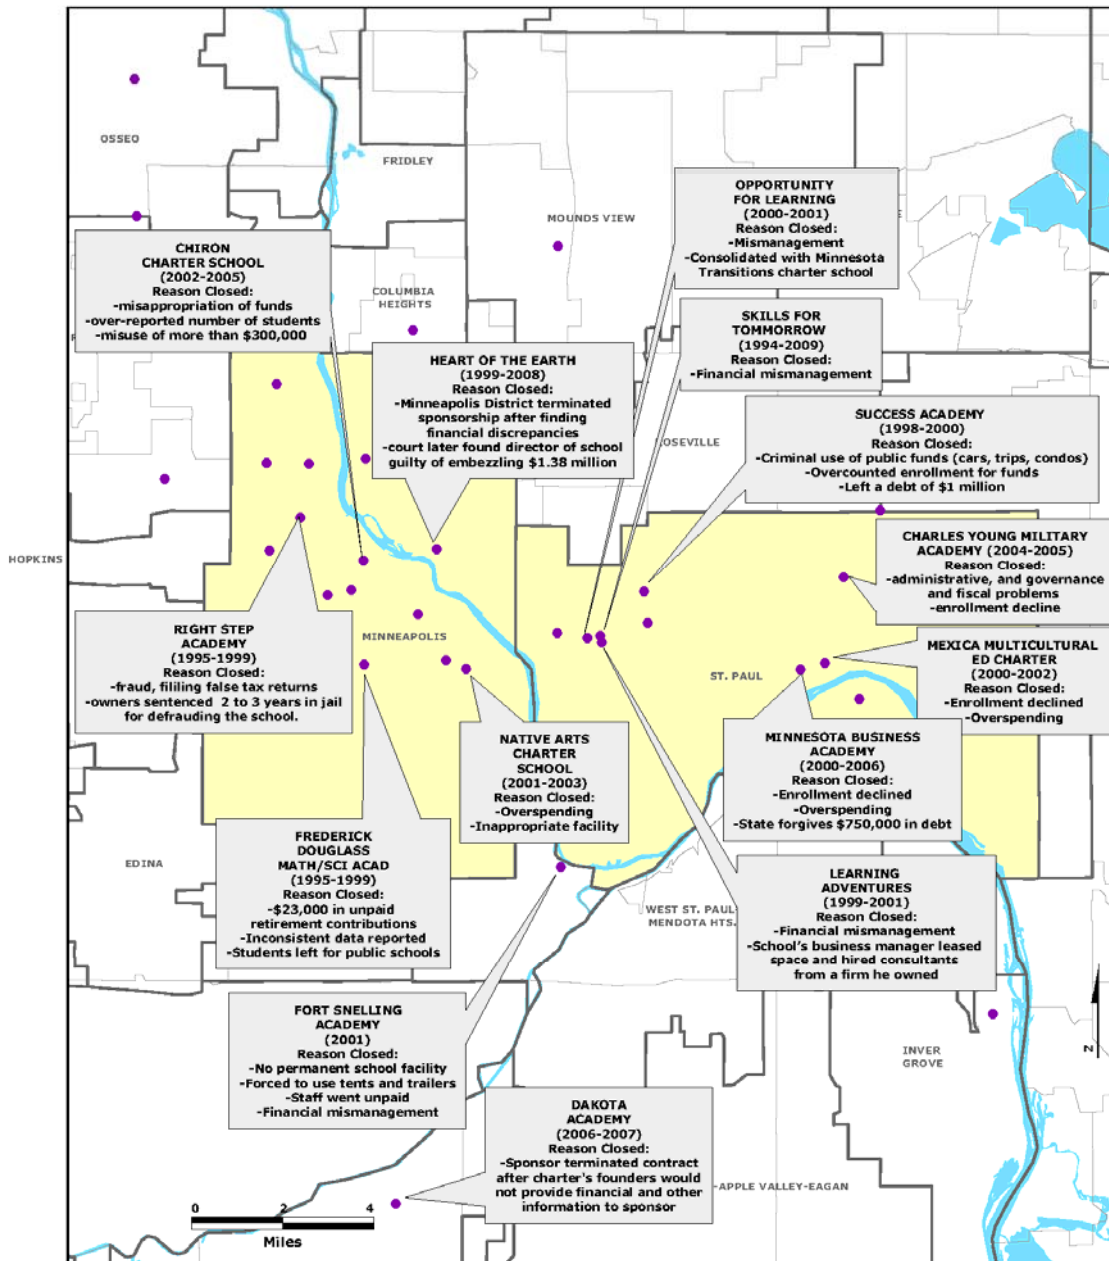 OSSEO
FRIDLEY
MOUNDS VIEW
OPPORTUNITY
FOR LEARNING
(2000-2001)
Reason Closed:
-Mismanagement
-Consolidated with Minnesota
Transitions charter school
CHIRON
CHARTER SCHOOL
(2002-2005)
Reason Closed:
-misappropriation of funds
-over-reported number of students
-misuse of more than $300,000
COLUMBIA
HEIGHTS
SKILLS FOR
TOMMORROW
(1994-2009)
Reason Closed:
-Financial mismanagement
HEART OF THE EARTH
(1999-2008)
Reason Closed:
-Minneapolis District terminated
sponsorship after finding
financial discrepancies
-court later found director of school
guilty of embezzling $1.38 million
OSEVILLE
SUCCESS ACADEMY
(1998-2000)
Reason Closed:
-Criminal use of public funds (cars, trips, condos)
-Overcounted enrollment for funds
-Left a debt of $1 million
HOPKINS
CHARLES YOUNG MILITARY
ACADEMY (2004-2005)
Reason Closed:
-administrative, and governance
and fiscal problems
-enrollment decline
RIGHT STEP
ACADEMY
(1995-1999)
Reason Closed:
-fraud, fililing false tax returns
-owners sentenced 2 to 3 years in jail
for defrauding the school.
MINNEAPOLIS
ST. PAUL
MEXICA MULTICULTURAL
ED CHARTER
(2000-2002)
Reason Closed:
-Enrollment declined
-Overspending
NATIVE ARTS
CHARTER
SCHOOL
(2001-2003)
Reason Closed:
-Overspending
-Inappropriate facility
MINNESOTA BUSINESS
ACADEMY
(2000-2006)
Reason Closed:
-Enrollment declined
-Overspending
-State forgives $750,000 in debt
EDINA
FREDERICK
DOUGLASS
MATH/SCI ACAD
(1995-1999)
Reason Closed:
-$23,000 in unpaid
retirement contributions
-Inconsistent data reported
-Students left for public schools
WEST ST. PAUL
MENDOTA HTS.
LEARNING
ADVENTURES
(1999-2001)
Reason Closed:
-Financial mismanagement
-School's business manager leased
space and hired consultants
from a firm he owned
FORT SNELLING
ACADEMY
(2001)
Reason Closed:
-No permanent school facility
-Forced to use tents and trailers
-Staff went unpaid
-Financial mismanagement
INVER
GROVE
N
DAKOTA
ACADEMY
(2006-2007)
Reason Closed:
-Sponsor terminated contract
after charter's founders would
not provide financial and other
information to sponsor
-APPLE VALLEY-EAGAN
0 2 4
Miles